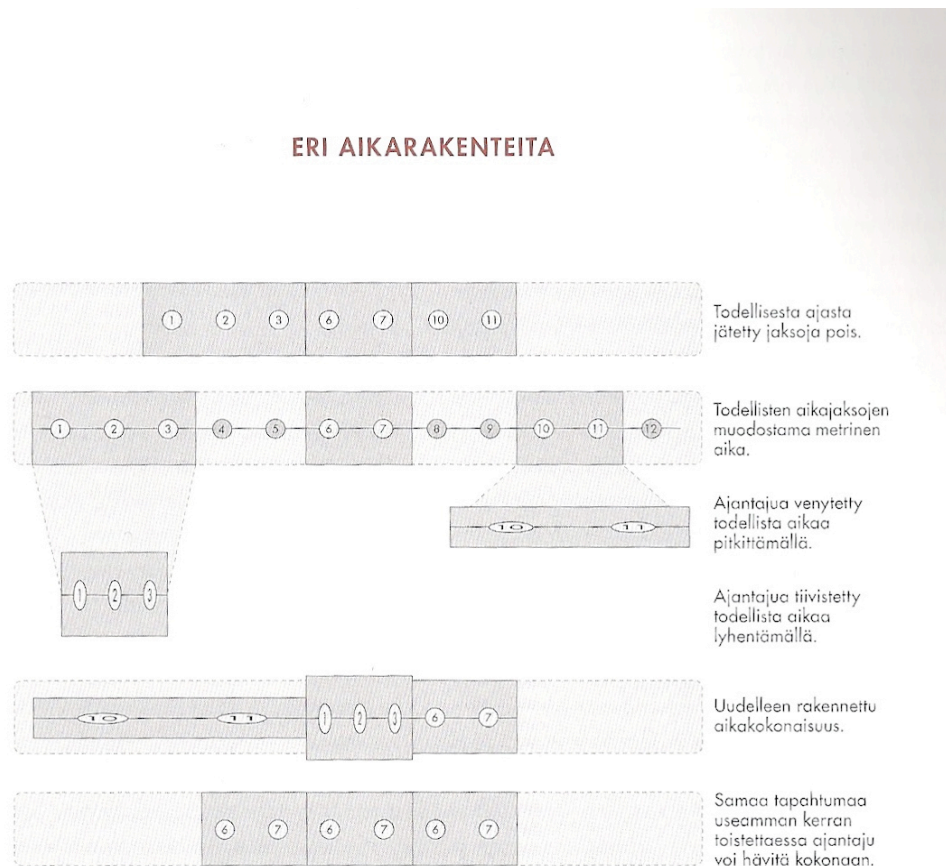 ERI AIKARAKENTEITA
1 2 3 6 7 10 11
Todellisesta ajasta
jätetty jaksoja pois.
1 2 3 4 5 6 7 8 9 10 11 12
Todellisten aikajaksojen
muodostama metrinen
aika.
10 11
Ajantajua venytetty
todellista aikaa
pitkittämällä.
1 2 3
Ajantajua tiivistetty
todellista aikaa
lyhentämällä.
10 11 1 2 3 6 7
Uudelleen rakennettu
aikakokonaisuus.
6 7 6 7 6 7
Samaa tapahtumaa
useamman kerran
toistettaessa ajantaju
voi hävitä kokonaan.